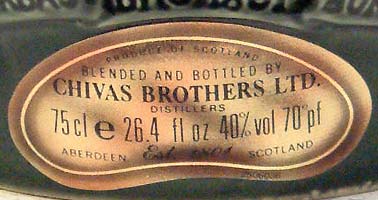 PRODUCE OF SCOTLAND
BLENDED AND BOTTLED BY
CHIVAS BROTHERS LTD.
DISTILLERS
75cl e 26.4 fl oz 40% vol 70°pf
ABERDEEN Est. 1801 SCOTLAND